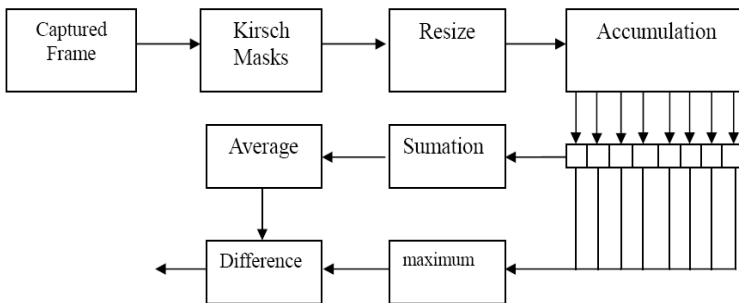 Captured
Frame
Kirsch
Masks
Resize
Accumulation
Average
Sumation
Difference
maximum